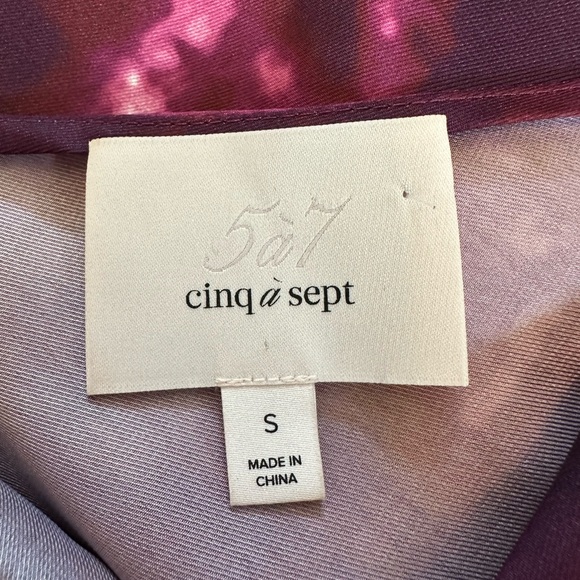 5à7
cinq à sept
S
MADE IN
CHINA